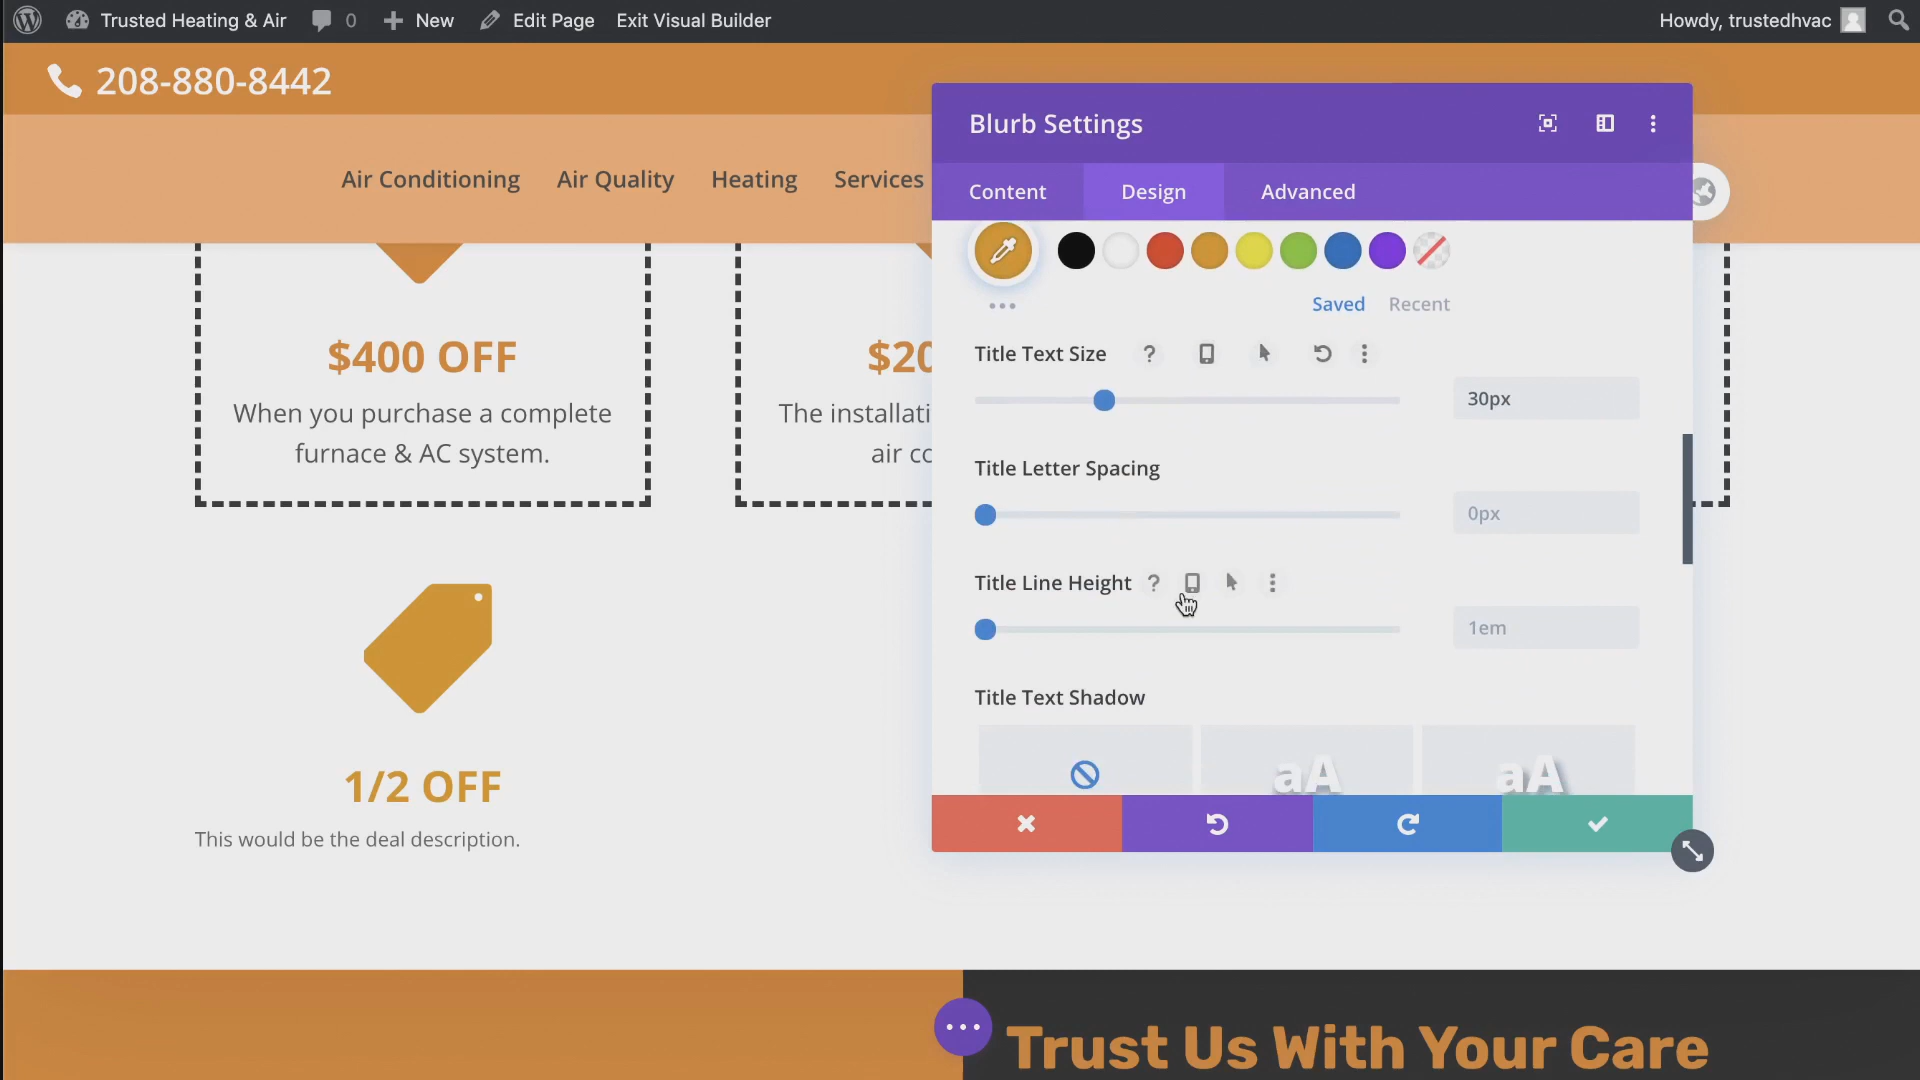 Trusted Heating & Air
0
New
Edit Page
Exit Visual Builder
Howdy, trustedhvac
208-880-8442
Air Conditioning
Air Quality
Heating
Services
$400 OFF
When you purchase a complete
furnace & AC system.
$20
The installati
air co
1/2 OFF
This would be the deal description.
Blurb Settings
Content
Design
Advanced
Saved
Recent
Title Text Size
?
30px
Title Letter Spacing
0px
Title Line Height
?
1em
Title Text Shadow
aA
aA
Trust Us With Your Care